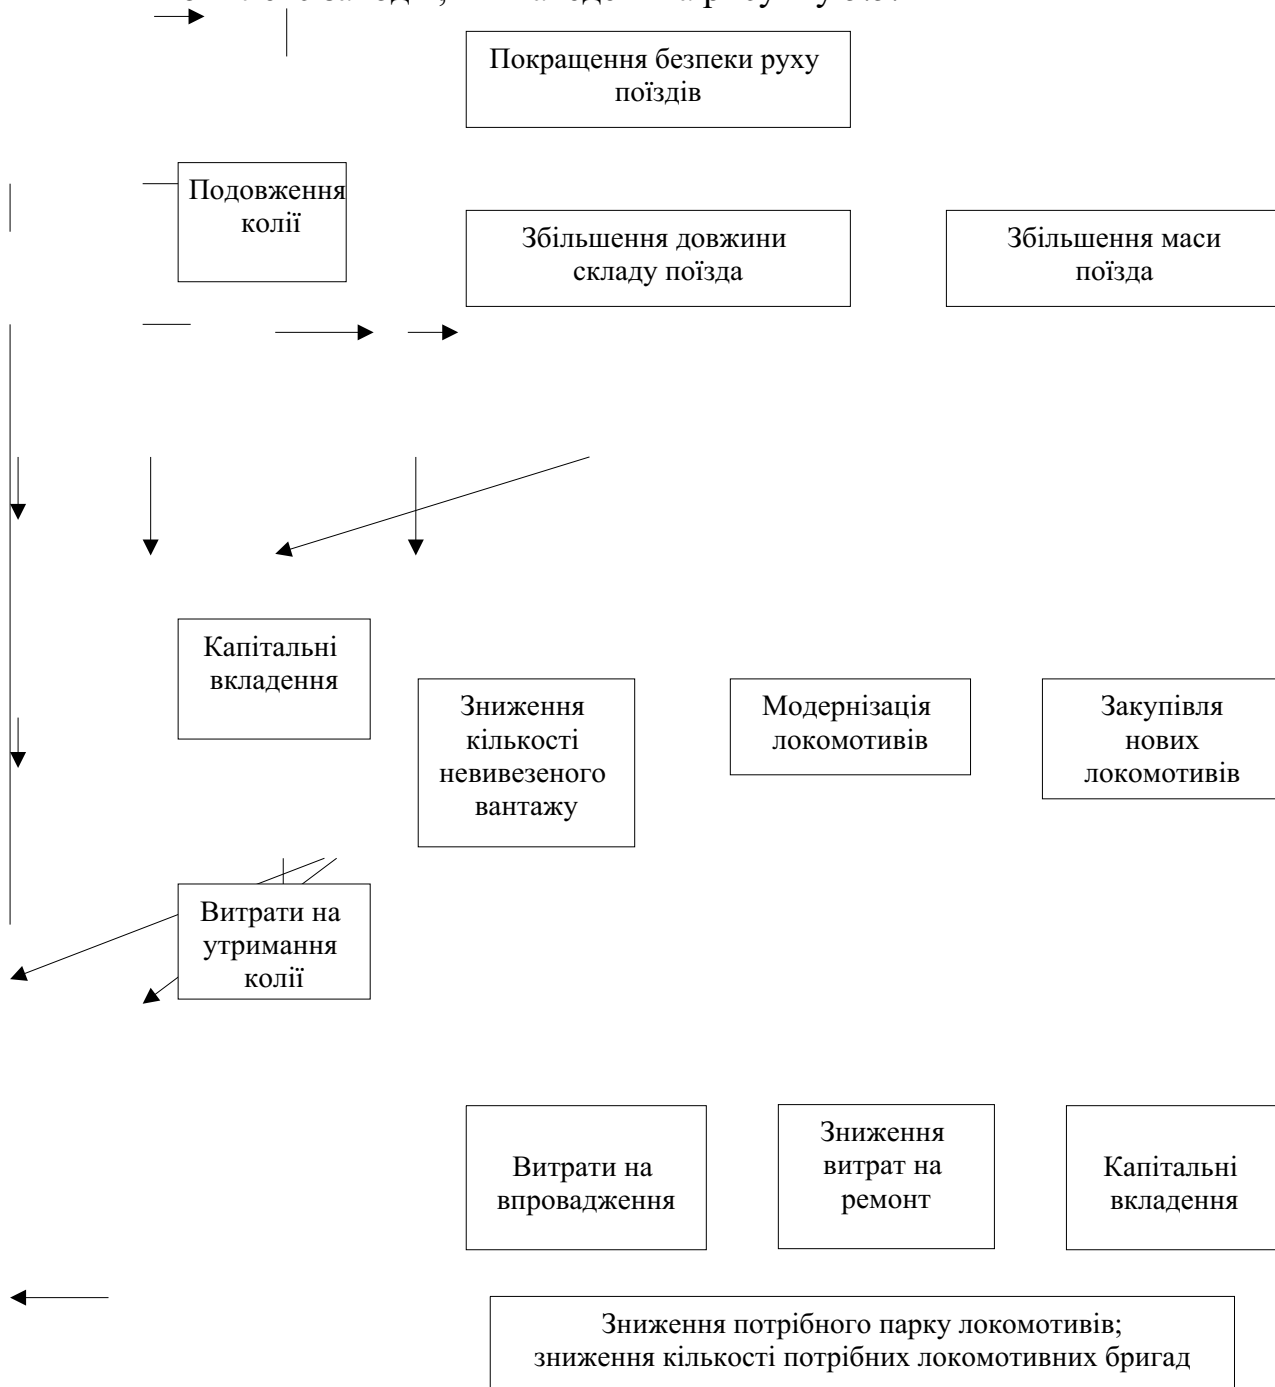 Покращення безпеки руху
поїздів
Подовження
колії
Збільшення довжини
складу поїзда
Збільшення маси
поїзда
Капітальні
вкладення
Зниження
кількості
невивезеного
вантажу
Модернізація
локомотивів
Закупівля
нових
локомотивів
Витрати на
утримання
колії
Витрати на
впровадження
Зниження
витрат на
ремонт
Капітальні
вкладення
Зниження потрібного парку локомотивів;
зниження кількості потрібних локомотивних бригад